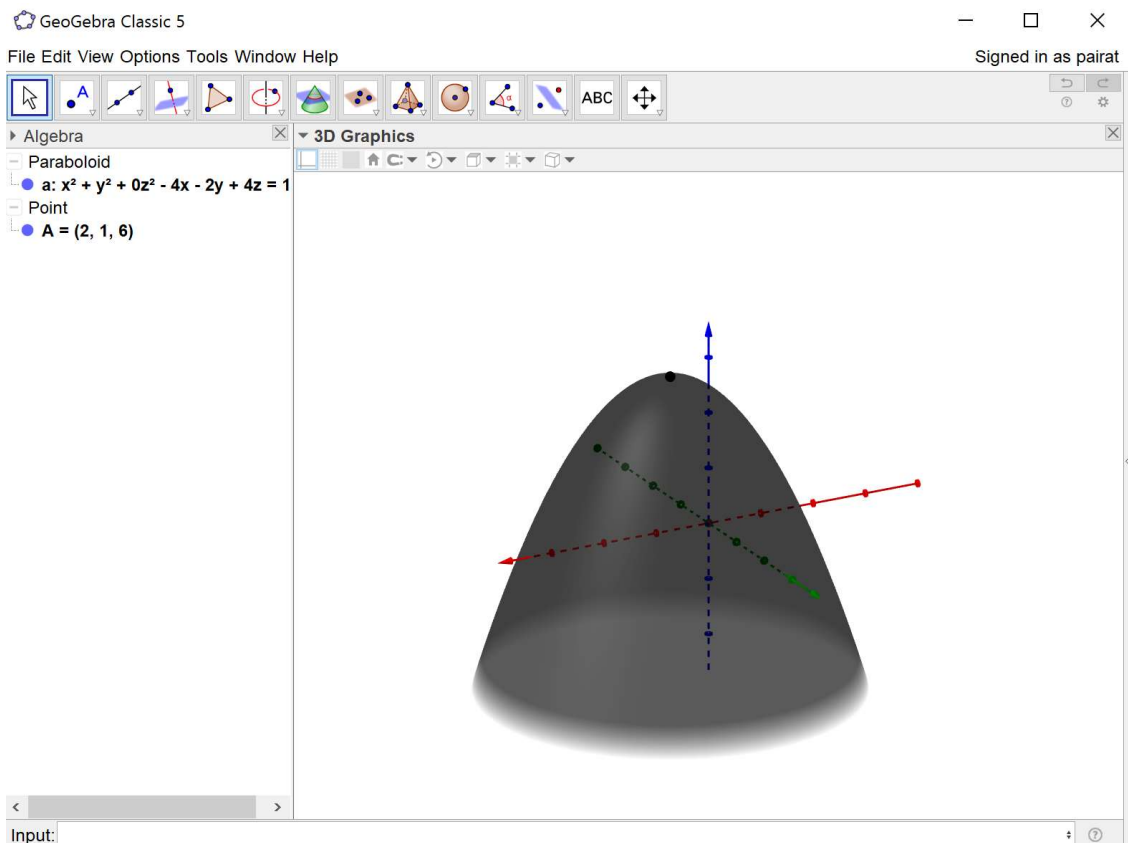 GeoGebra Classic 5
File Edit View Options Tools Window Help
Signed in as pairat
A
α
ABC
Algebra
3D Graphics
Paraboloid
a: x² + y² + 0z² - 4x - 2y + 4z = 1
Point
A = (2, 1, 6)
Input: